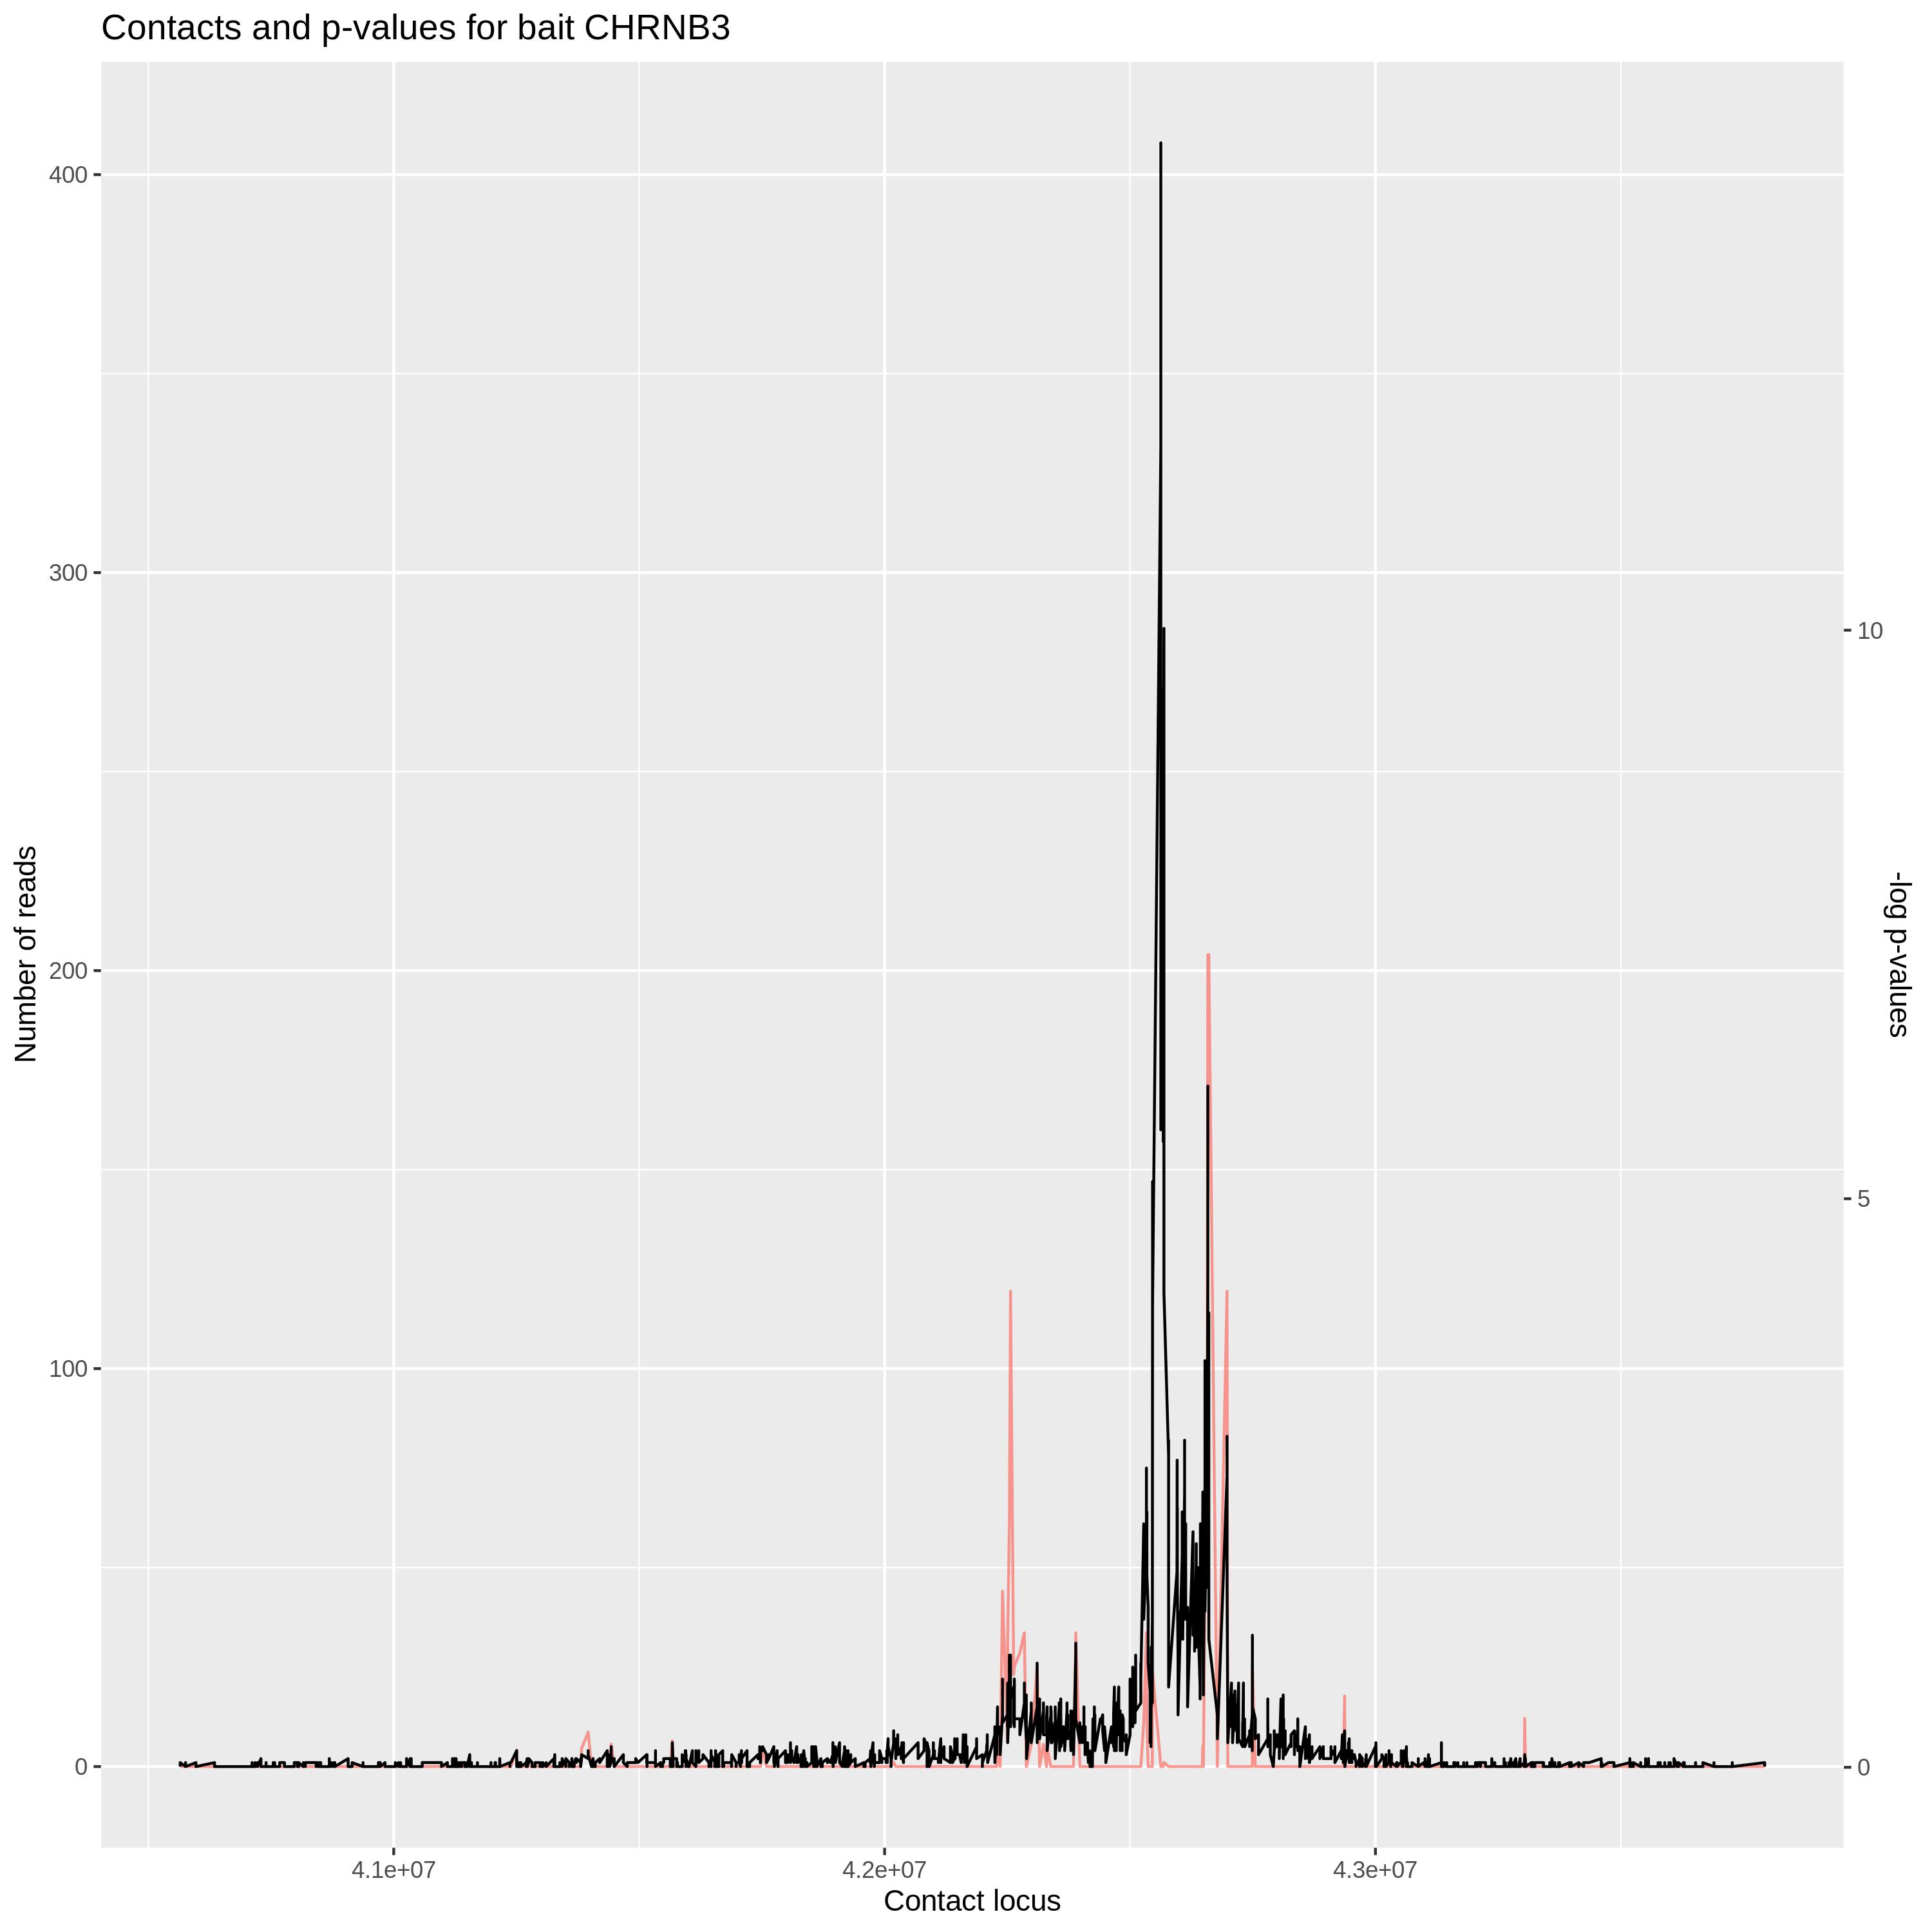 Contacts and p-values for bait CHRNB3
400
300
200
100
0
Number of reads
10
5
0
-log p-values
4.1e+07
4.2e+07
4.3e+07
Contact locus